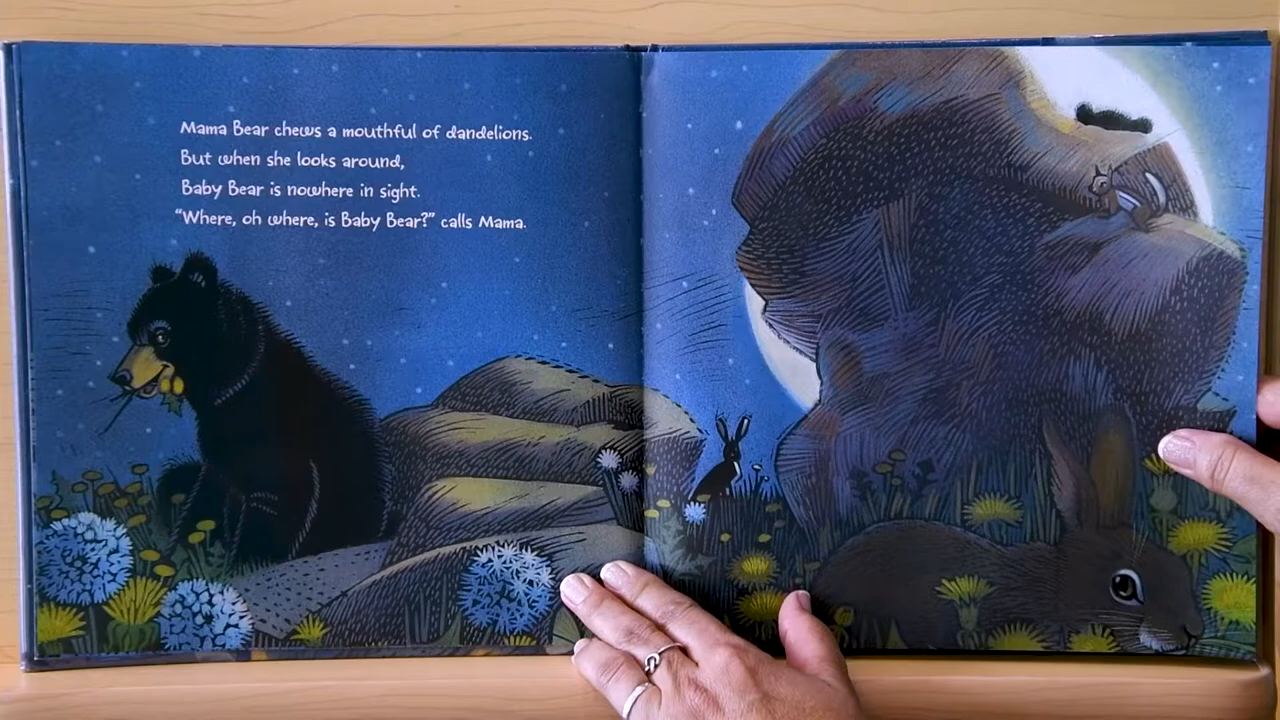 Mama Bear chews a mouthful of dandelions.
But when she looks around,
Baby Bear is nowhere in sight.
"Where, oh where, is Baby Bear?" calls Mama.